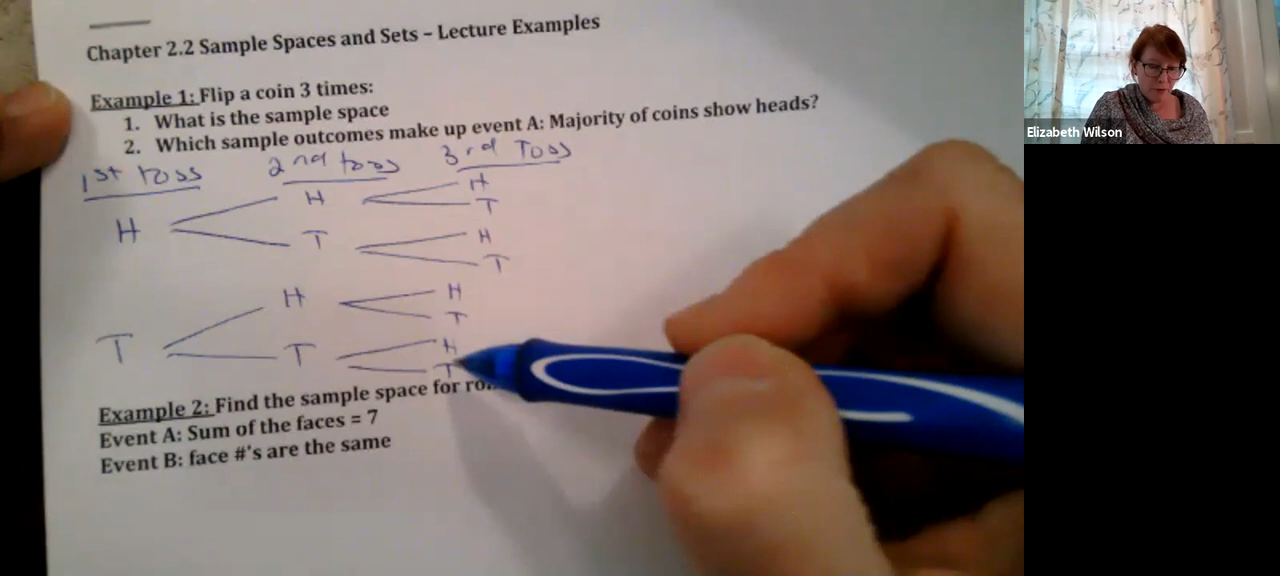 Chapter 2.2 Sample Spaces and Sets – Lecture Examples
Elizabeth Wilson
Example 1: Flip a coin 3 times:
1. What is the sample space
2. Which sample outcomes make up event A: Majority of coins show heads?
1st toss 2nd toss 3rd Toss
H
H H
T
T H
T
T
H H
T
T H
T
Example 2: Find the sample space for
Event A: Sum of the faces = 7
Event B: face #'s are the same